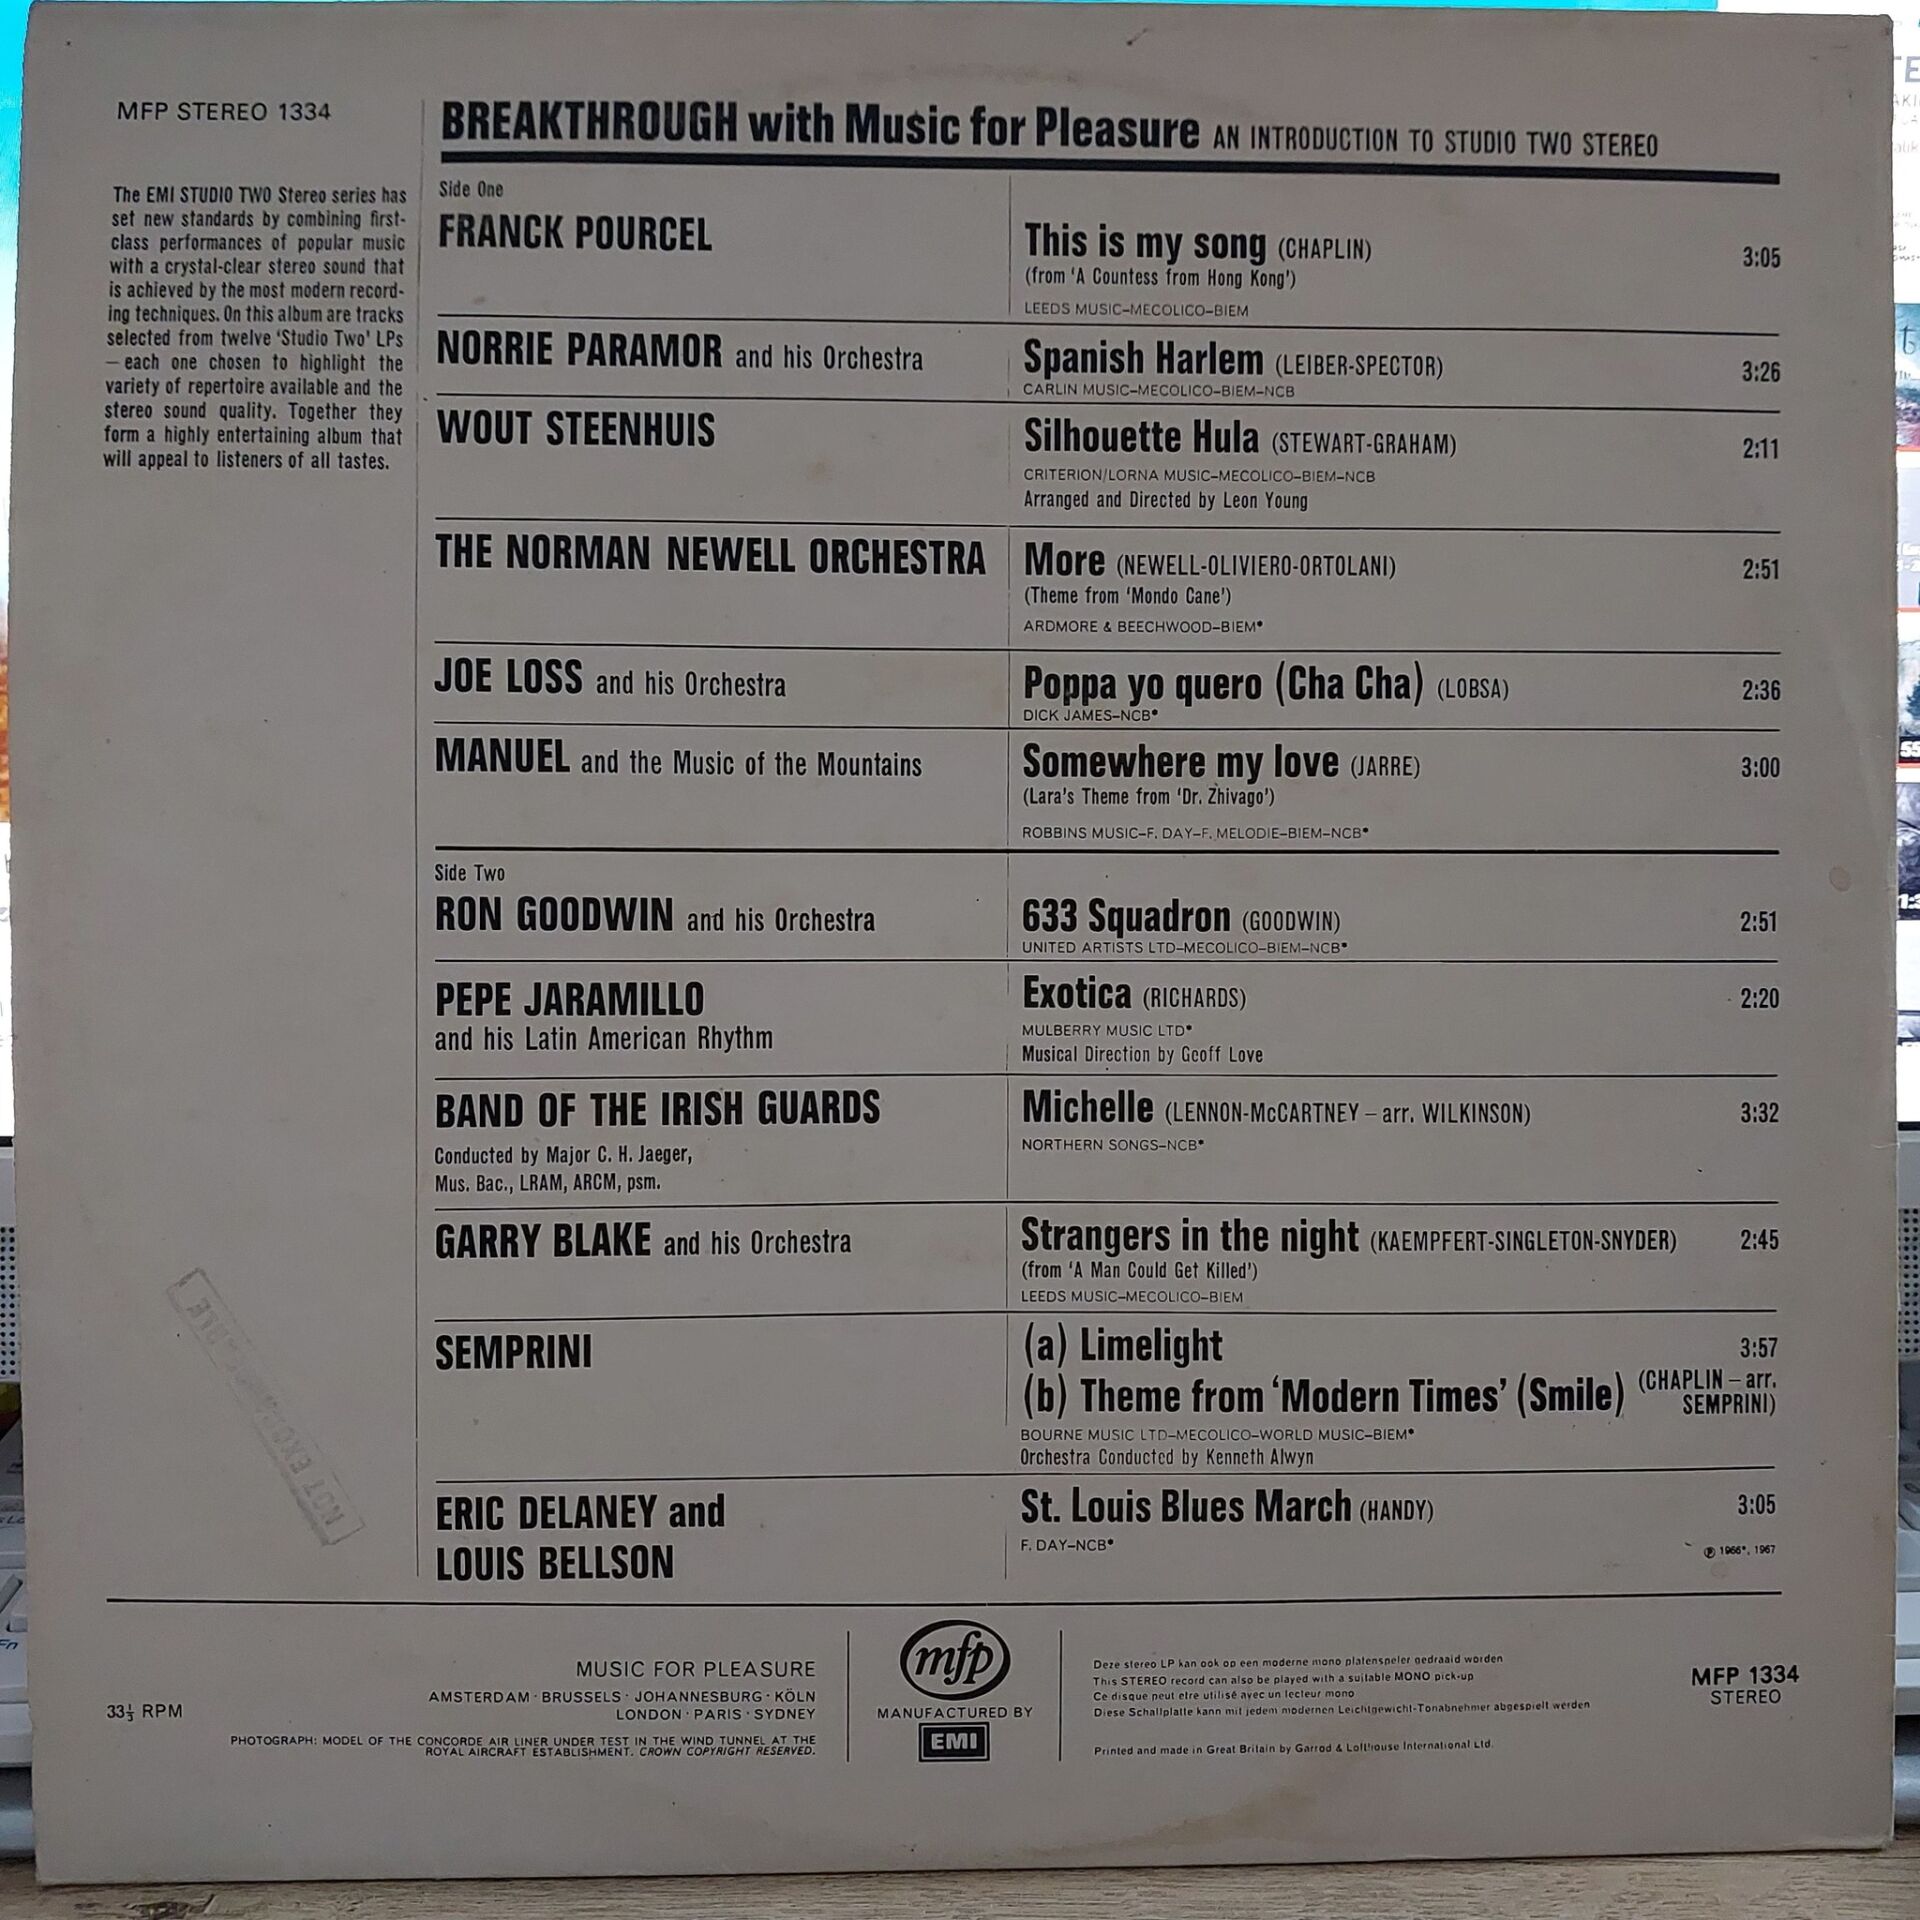 MFP STEREO 1334
BREAKTHROUGH with Music for Pleasure AN INTRODUCTION TO STUDIO TWO STEREO
The EMI STUDIO TWO Stereo series has
set new standards by combining first-
class performances of popular music
with a crystal-clear stereo sound that
is achieved by the most modern record-
ing techniques. On this album are tracks
selected from twelve 'Studio Two' LPs
– each one chosen to highlight the
variety of repertoire available and the
stereo sound quality. Together they
form a highly entertaining album that
will appeal to listeners of all tastes.
Side One
FRANCK POURCEL
This is my song (CHAPLIN) 3:05
(from 'A Countess from Hong Kong')
LEEDS MUSIC–MECOLICO–BIEM
NORRIE PARAMOR and his Orchestra
Spanish Harlem (LEIBER-SPECTOR) 3:26
CARLIN MUSIC–MECOLICO–BIEM–NCB
WOUT STEENHUIS
Silhouette Hula (STEWART-GRAHAM) 2:11
CRITERION/LORNA MUSIC–MECOLICO–BIEM–NCB
Arranged and Directed by Leon Young
THE NORMAN NEWELL ORCHESTRA
More (NEWELL-OLIVIERO-ORTOLANI) 2:51
(Theme from 'Mondo Cane')
ARDMORE & BEECHWOOD–BIEM*
JOE LOSS and his Orchestra
Poppa yo quero (Cha Cha) (LOBSA) 2:36
DICK JAMES–NCB*
MANUEL and the Music of the Mountains
Somewhere my love (JARRE) 3:00
(Lara's Theme from 'Dr. Zhivago')
ROBBINS MUSIC–F. DAY–F. MELODIE–BIEM–NCB*
Side Two
RON GOODWIN and his Orchestra
633 Squadron (GOODWIN) 2:51
UNITED ARTISTS LTD–MECOLICO–BIEM–NCB*
PEPE JARAMILLO
and his Latin American Rhythm
Exotica (RICHARDS) 2:20
MULBERRY MUSIC LTD*
Musical Direction by Geoff Love
BAND OF THE IRISH GUARDS
Conducted by Major C. H. Jaeger,
Mus. Bac., LRAM, ARCM, psm.
Michelle (LENNON-McCARTNEY – arr. WILKINSON) 3:32
NORTHERN SONGS–NCB*
GARRY BLAKE and his Orchestra
Strangers in the night (KAEMPFERT-SINGLETON-SNYDER) 2:45
(from 'A Man Could Get Killed')
LEEDS MUSIC–MECOLICO–BIEM
SEMPRINI
(a) Limelight 3:57
(b) Theme from 'Modern Times' (Smile) (CHAPLIN – arr. SEMPRINI)
BOURNE MUSIC LTD–MECOLICO–WORLD MUSIC–BIEM*
Orchestra Conducted by Kenneth Alwyn
ERIC DELANEY and
LOUIS BELLSON
St. Louis Blues March (HANDY) 3:05
F. DAY–NCB*
℗ 1966*, 1967
33⅓ RPM
MUSIC FOR PLEASURE
AMSTERDAM · BRUSSELS · JOHANNESBURG · KÖLN
LONDON · PARIS · SYDNEY
PHOTOGRAPH: MODEL OF THE CONCORDE AIR LINER UNDER TEST IN THE WIND TUNNEL AT THE
ROYAL AIRCRAFT ESTABLISHMENT. CROWN COPYRIGHT RESERVED.
mfp
MANUFACTURED BY
EMI
Deze stereo LP kan ook op een moderne mono platenspeler gedraaid worden
This STEREO record can also be played with a suitable MONO pick-up
Ce disque peut etre utilisé avec un lecteur mono
Diese Schallplatte kann mit jedem modernen Leichtgewicht-Tonabnehmer abgespielt werden
Printed and made in Great Britain by Garrod & Lofthouse International Ltd.
MFP 1334
STEREO
NOT